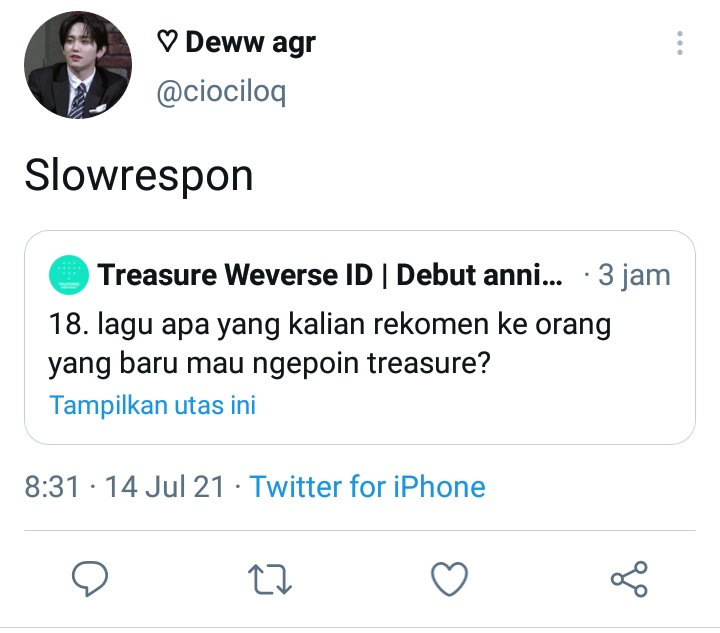 ♡ Deww agr
@ciociloq
Slowrespon
Treasure Weverse ID | Debut anni... · 3 jam
18. lagu apa yang kalian rekomen ke orang
yang baru mau ngepoin treasure?
Tampilkan utas ini
8:31 · 14 Jul 21 · Twitter for iPhone